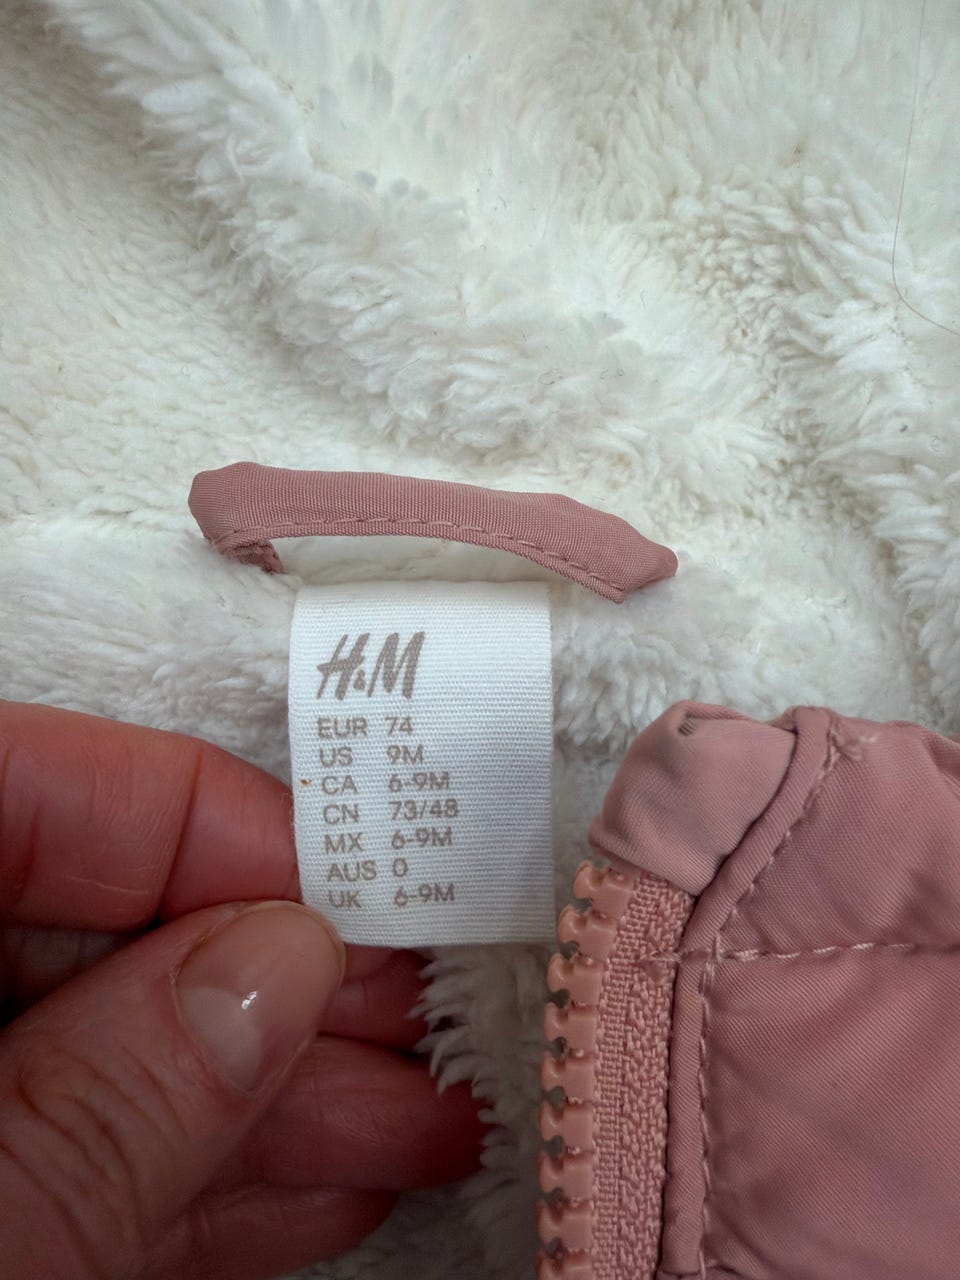 H&M
EUR 74
US 9M
CA 6-9M
CN 73/48
MX 6-9M
AUS 0
UK 6-9M